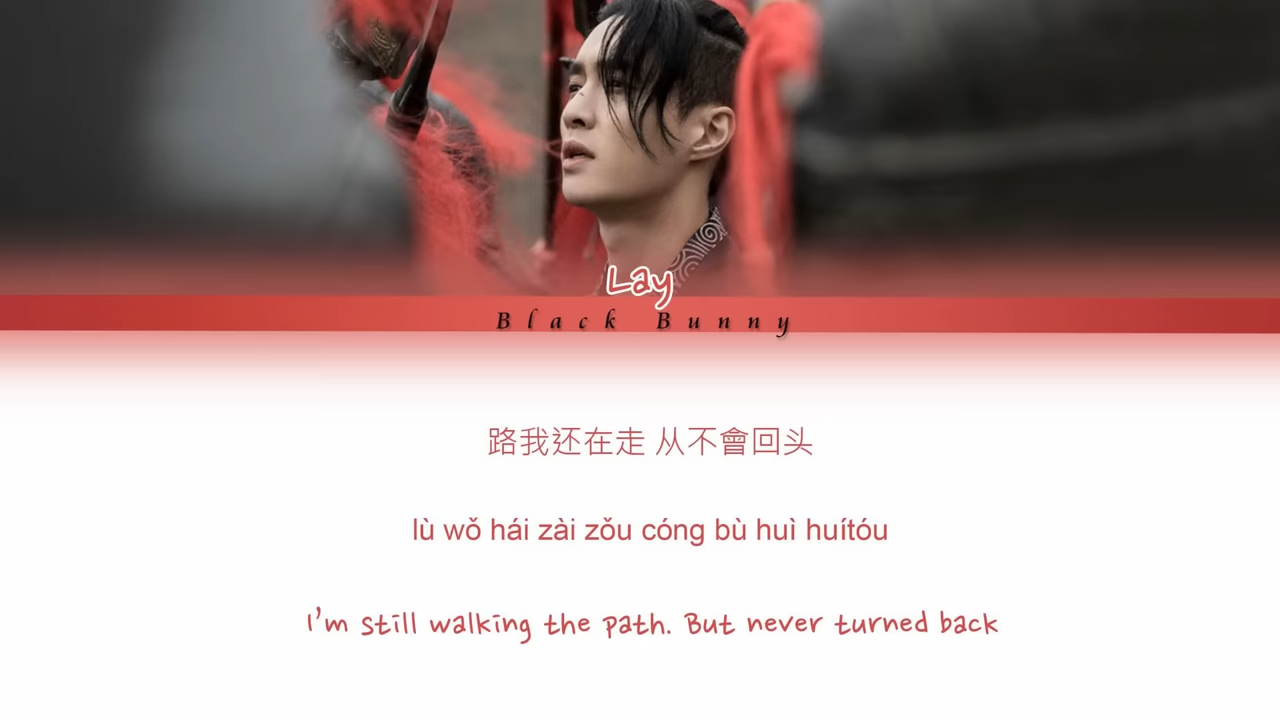 Lay
Black Bunny
路我还在走 从不會回头
lù wǒ hái zài zǒu cóng bù huì huítóu
I'm still walking the path. But never turned back